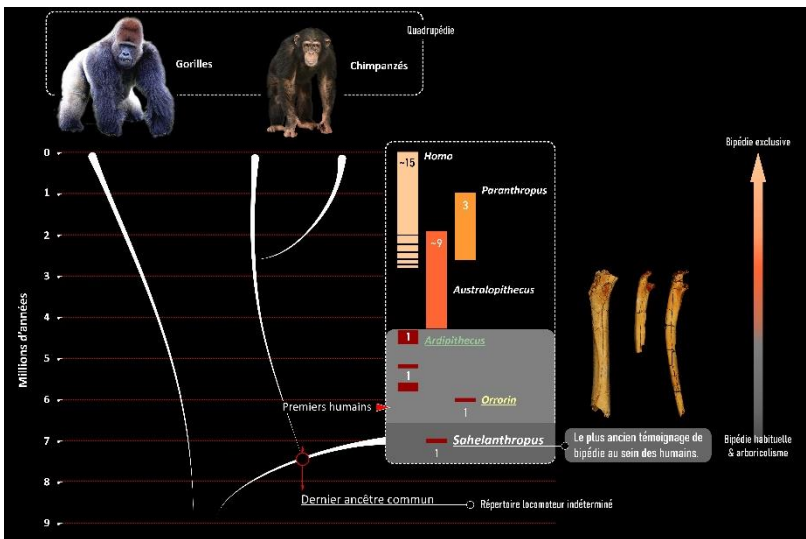 Quadrupédie
Gorilles
Chimpanzés
Bipédie exclusive
Millions d'années
0
1
2
3
4
5
6
7
8
9
Homo
~15
Paranthropus
3
~9
Australopithecus
1
Ardipithecus
1
Premiers humains
Orrorin
1
Sahelanthropus
1
Le plus ancien témoignage de
bipédie au sein des humains.
Bipédie habituelle
& arboricolisme
Dernier ancêtre commun
Répertoire locomoteur indéterminé